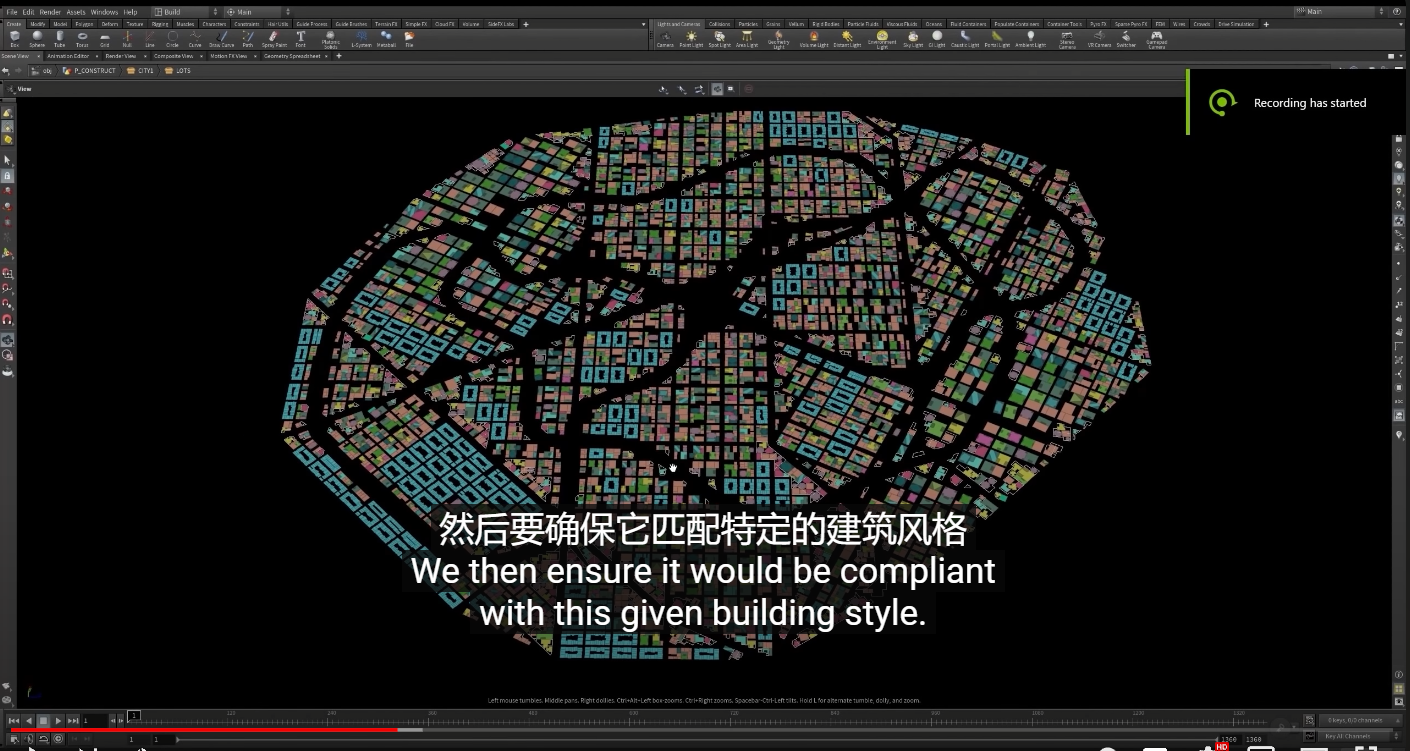 File Edit Render Assets Windows Help Build Main Main
Create Modify Model Polygon Deform Texture Rigging Muscles Characters Constraints Hair Utils Guide Process Guide Brushes Terrain FX Simple FX Cloud FX Volume SideFX Labs Lights and Cameras Collisions Particles Grains Vellum Rigid Bodies Particle Fluids Viscous Fluids Oceans Fluid Containers Populate Containers Container Tools Pyro FX Sparse Pyro FX FEM Wires Crowds Drive Simulation
Box Sphere Tube Torus Grid Null Line Circle Curve Draw Curve Path Spray Paint Font Platonic Solids L-System Metaball File Camera Point Light Spot Light Area Light Geometry Light Volume Light Distant Light Environment Light Sky Light GI Light Caustic Light Portal Light Ambient Light Stereo Camera VR Camera Switcher Gamepad Camera
Scene View Animation Editor Render View Composite View Motion FX View Geometry Spreadsheet
obj P_CONSTRUCT CITY1 LOTS
View
Recording has started
然后要确保它匹配特定的建筑风格
We then ensure it would be compliant
with this given building style.
Left mouse tumbles. Middle pans. Right dollies. Ctrl+Alt+Left box-zooms. Ctrl+Right zooms. Spacebar-Ctrl-Left tilts. Hold L for alternate tumble, dolly, and zoom.
1 1
0 keys, 0/0 channels
1 1 1360 1360 Key All Channels
HD